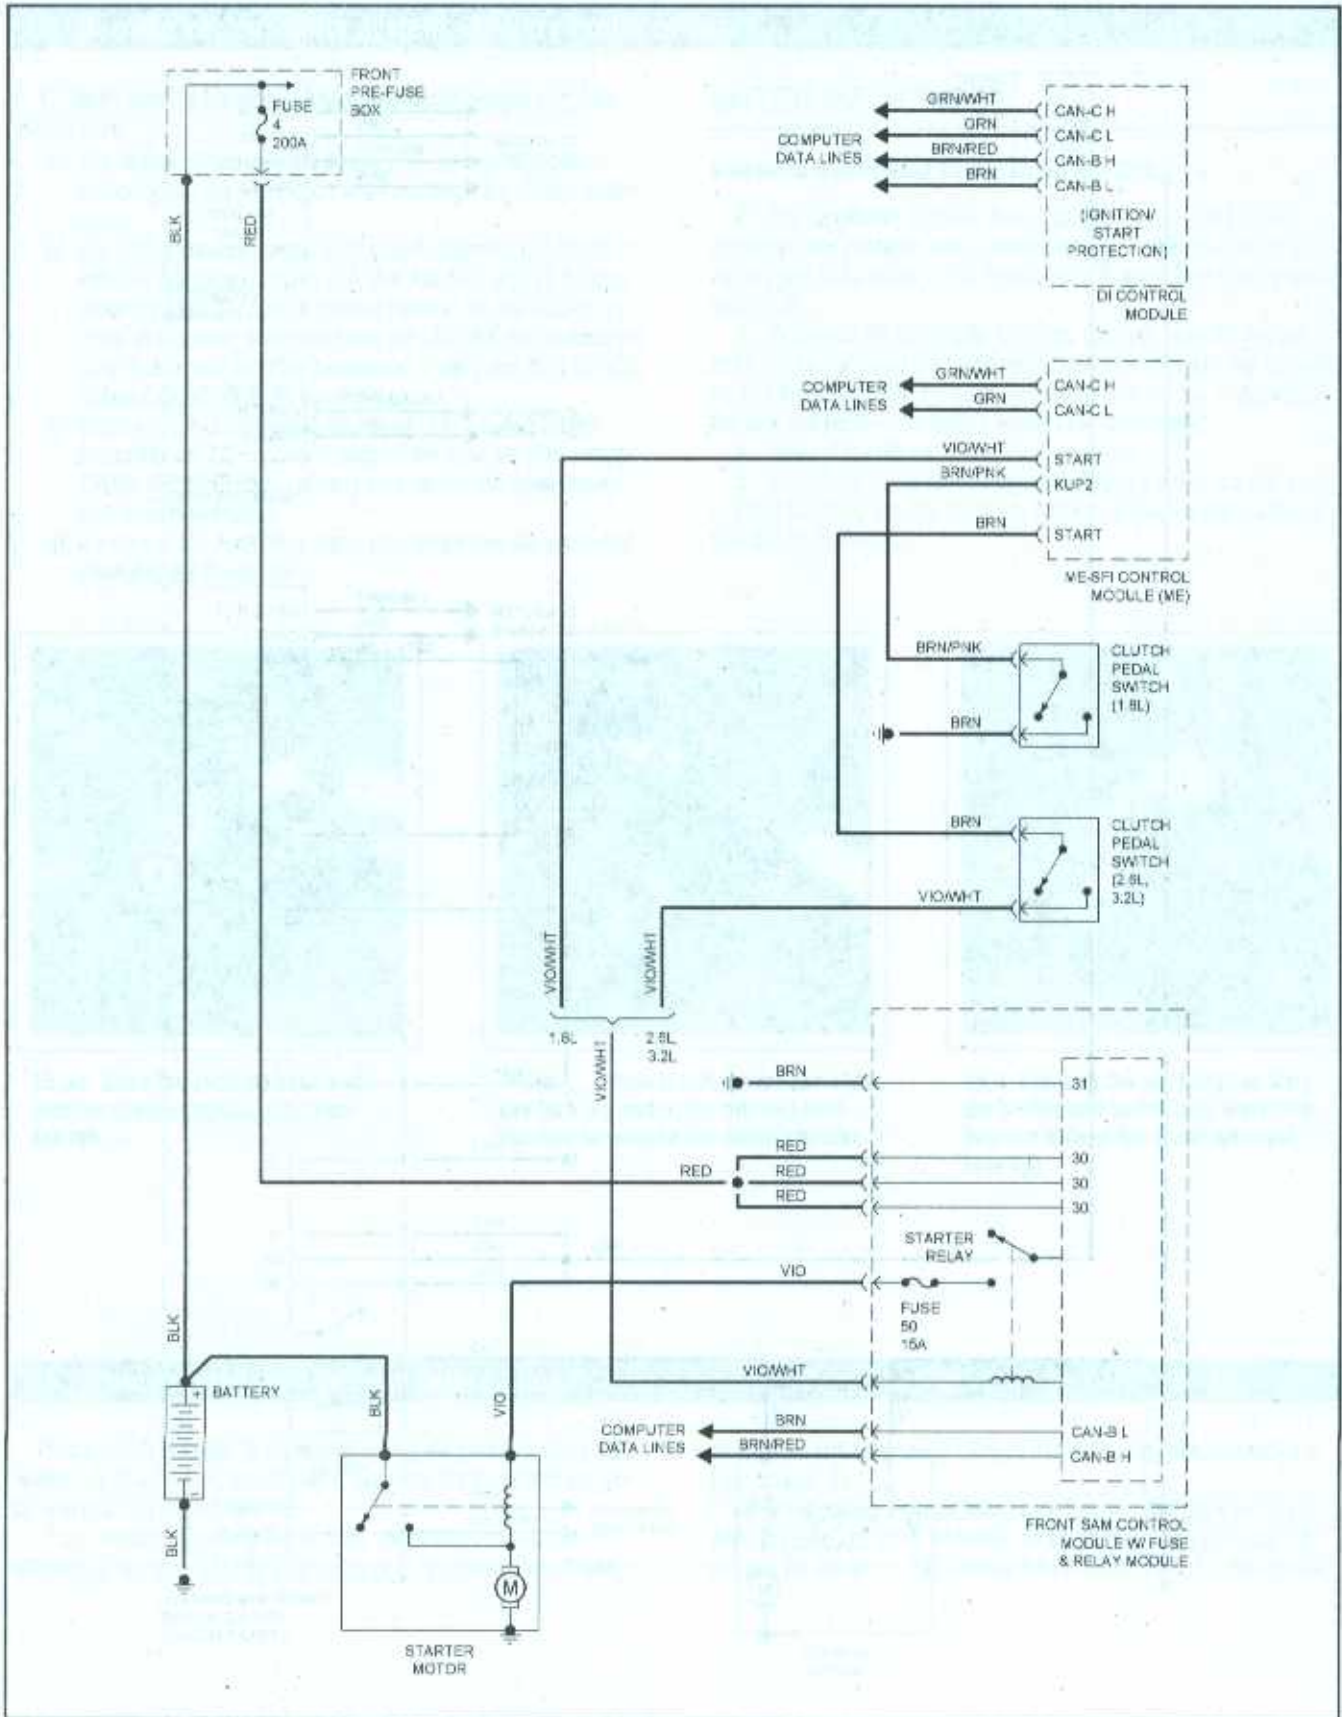 FRONT
PRE-FUSE
BOX
FUSE
4
200A
BLK
RED
GRN/WHT
GRN
BRN/RED
BRN
COMPUTER
DATA LINES
CAN-C H
CAN-C L
CAN-B H
CAN-B L
(IGNITION/
START
PROTECTION)
DI CONTROL
MODULE
GRN/WHT
GRN
COMPUTER
DATA LINES
CAN-C H
CAN-C L
VIO/WHT
START
BRN/PNK
KUP2
BRN
START
ME-SFI CONTROL
MODULE (ME)
BRN/PNK
BRN
CLUTCH
PEDAL
SWITCH
(1.8L)
BRN
VIO/WHT
CLUTCH
PEDAL
SWITCH
(2.6L,
3.2L)
VIO/WHT
VIO/WHT
1.8L
2.6L,
3.2L
VIO/WHT
BRN
31
RED
RED
RED
RED
30
30
30
STARTER
RELAY
VIO
FUSE
50
15A
VIO/WHT
BLK
BATTERY
+
BLK
VIO
COMPUTER
DATA LINES
BRN
BRN/RED
CAN-B L
CAN-B H
FRONT SAM CONTROL
MODULE W/ FUSE
& RELAY MODULE
BLK
M
STARTER
MOTOR